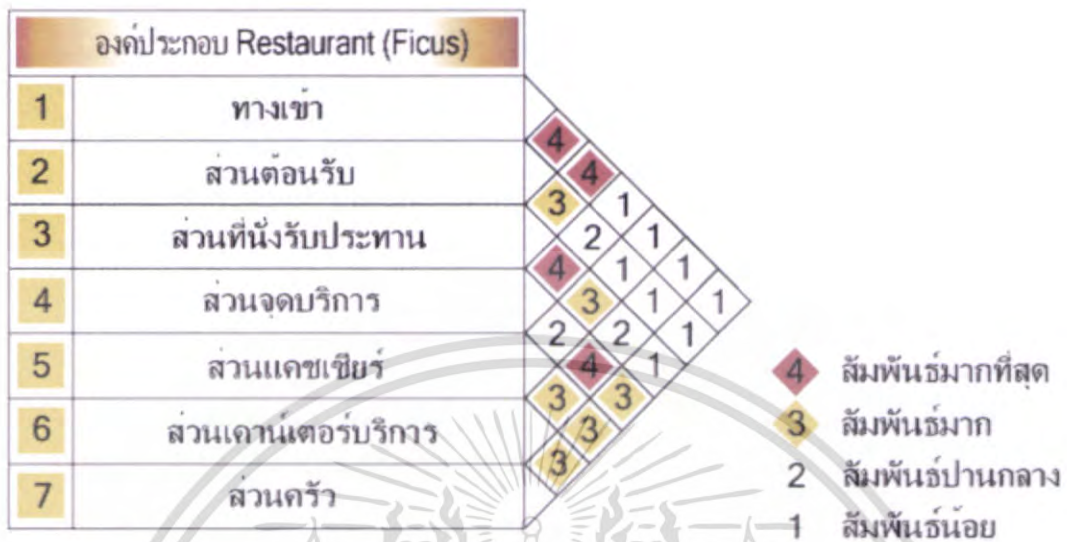 องค์ประกอบ Restaurant (Ficus)
1 ทางเข้า
2 ส่วนต้อนรับ
3 ส่วนที่นั่งรับประทาน
4 ส่วนจุดบริการ
5 ส่วนแคชเชียร์
6 ส่วนเคาน์เตอร์บริการ
7 ส่วนครัว
4
4
3 1
2 1
4 1 1
3 1 1
2 2 1
4 1
3 3
3
3
4 สัมพันธ์มากที่สุด
3 สัมพันธ์มาก
2 สัมพันธ์ปานกลาง
1 สัมพันธ์น้อย